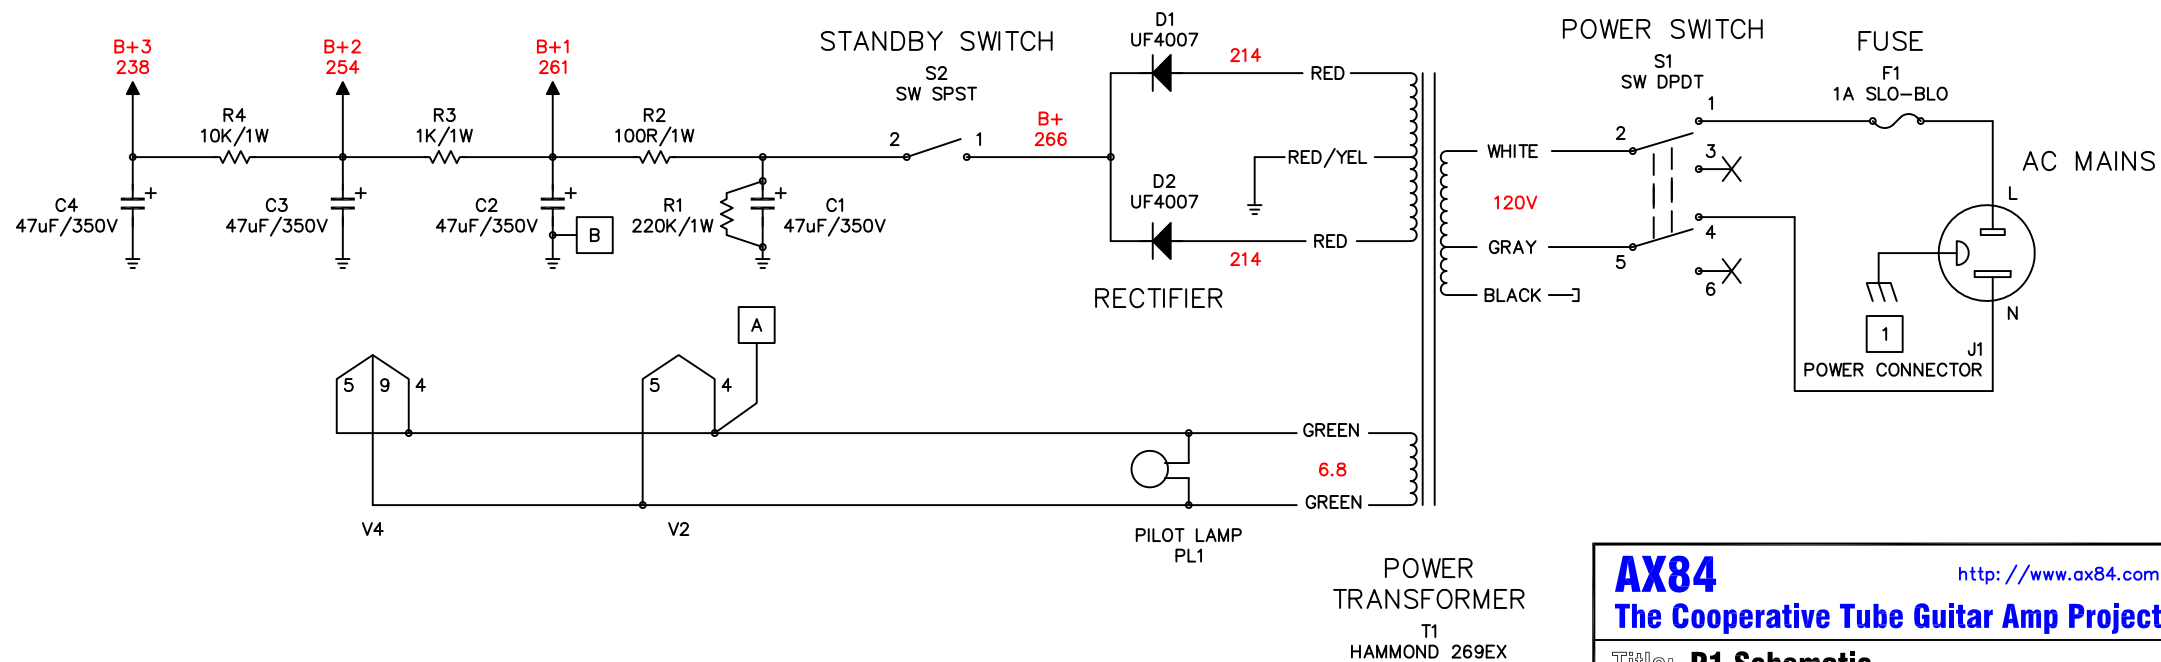 B+3
238
B+2
254
B+1
261
STANDBY SWITCH
S2
SW SPST
D1
UF4007
214
RED
POWER SWITCH
S1
SW DPDT
FUSE
F1
1A SLO-BLO
R4
10K/1W
R3
1K/1W
R2
100R/1W
2
1
B+
266
RED/YEL
WHITE
2
1
3
AC MAINS
C4
47uF/350V
+
C3
47uF/350V
+
C2
47uF/350V
+
B
R1
220K/1W
+
C1
47uF/350V
D2
UF4007
RED
214
120V
GRAY
BLACK
4
5
6
L
N
RECTIFIER
1
J1
POWER CONNECTOR
A
5
9
4
5
4
GREEN
6.8
GREEN
V4
V2
PILOT LAMP
PL1
POWER
TRANSFORMER
T1
HAMMOND 269EX
AX84
http://www.ax84.com
The Cooperative Tube Guitar Amp Project
Title: P1 Schematic